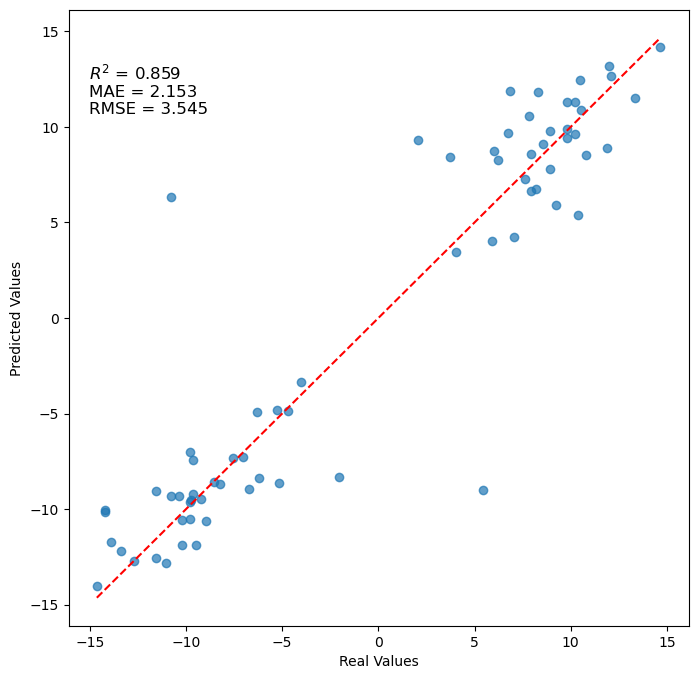 15
R² = 0.859
MAE = 2.153
RMSE = 3.545
10
5
0
−5
−10
−15
Predicted Values
−15 −10 −5 0 5 10 15
Real Values